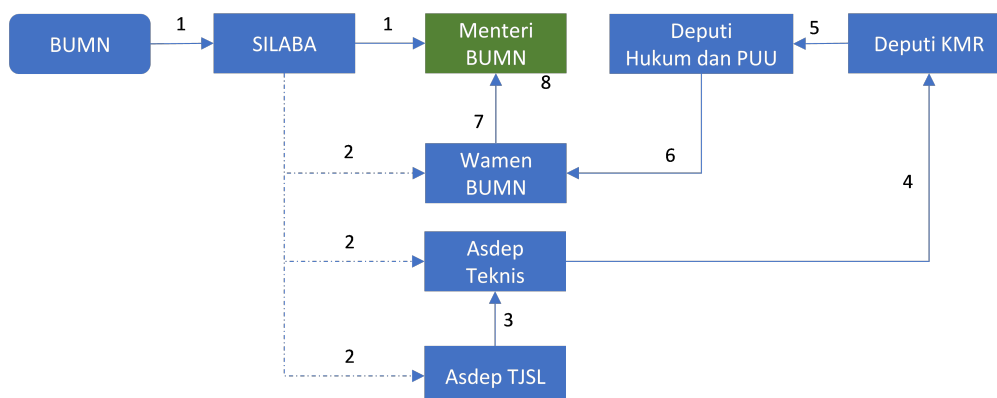 1
1
5
BUMN
SILABA
Menteri
BUMN
8
Deputi
Hukum dan PUU
Deputi KMR
7
2
Wamen
BUMN
6
4
2
Asdep
Teknis
3
2
Asdep TJSL